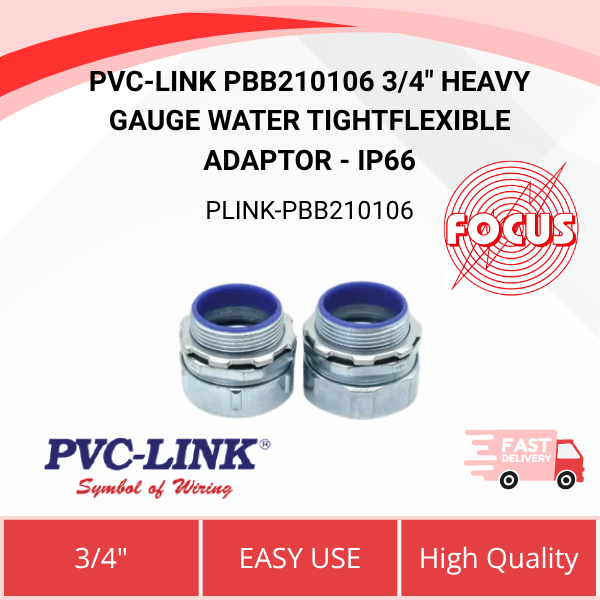 PVC-LINK PBB210106 3/4" HEAVY
GAUGE WATER TIGHTFLEXIBLE
ADAPTOR - IP66
PLINK-PBB210106
FOCUS
PVC-LINK®
Symbol of Wiring
FAST
DELIVERY
3/4"
EASY USE
High Quality